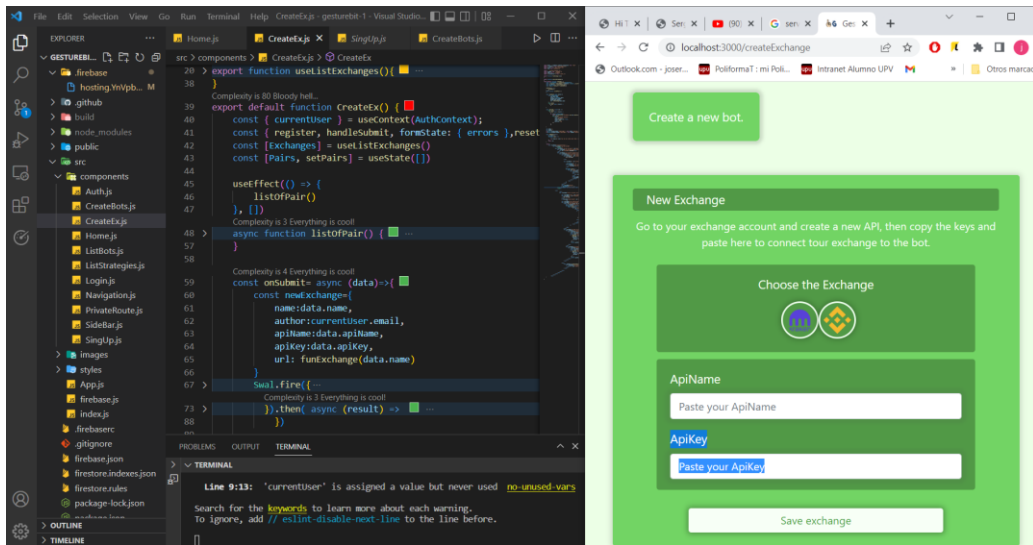 File Edit Selection View Go Run Terminal Help CreateEx.js - gesturebit-1 - Visual Studio...
EXPLORER
GESTUREBI...
.firebase
hosting.YnVpb... M
.github
build
node_modules
public
src
components
Auth.js
CreateBots.js
CreateEx.js
Home.js
ListBots.js
ListStrategies.js
Login.js
Navigation.js
PrivateRoute.js
SideBar.js
SingUp.js
images
styles
App.js
firebase.js
index.js
.firebaserc
.gitignore
firebase.json
firestore.indexes.json
firestore.rules
package-lock.json
OUTLINE
TIMELINE
Home.js
CreateEx.js
SingUp.js
CreateBots.js
src > components > CreateEx.js > CreateEx
20 > export function useListExchanges(){ ...
38 }
Complexity is 80 Bloody hell...
39 export default function CreateEx() {
40 const { currentUser } = useContext(AuthContext);
41 const { register, handleSubmit, formState: { errors },reset
42 const [Exchanges] = useListExchanges()
43 const [Pairs, setPairs] = useState([])
44
45 useEffect(() => {
46 listOfPair()
47 }, [])
Complexity is 3 Everything is cool!
48 > async function listOfPair() { ...
57 }
58
Complexity is 4 Everything is cool!
59 const onSubmit= async (data)=>{
60 const newExchange={
61 name:data.name,
62 author:currentUser.email,
63 apiName:data.apiName,
64 apiKey:data.apiKey,
65 url: funExchange(data.name)
66 }
67 > Swal.fire({ ...
Complexity is 3 Everything is cool!
73 > }).then( async (result) => ...
88 })
PROBLEMS OUTPUT TERMINAL
TERMINAL
Line 9:13: 'currentUser' is assigned a value but never used no-unused-vars
Search for the keywords to learn more about each warning.
To ignore, add // eslint-disable-next-line to the line before.
(90)
Ges
localhost:3000/createExchange
Outlook.com - joser... PoliformaT : mi Poli... Intranet Alumno UPV » Otros marcad
Create a new bot.
New Exchange
Go to your exchange account and create a new API, then copy the keys and
paste here to connect tour exchange to the bot.
Choose the Exchange
ApiName
Paste your ApiName
ApiKey
Paste your ApiKey
Save exchange